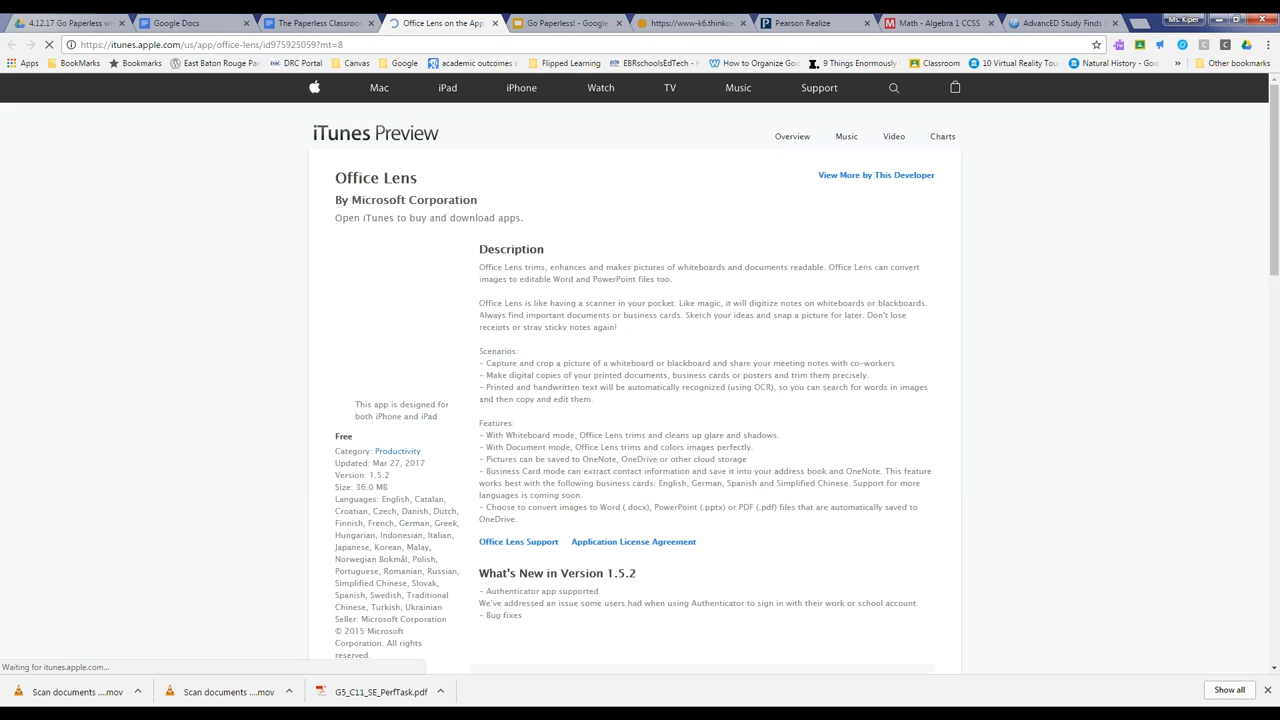 4.12.17 Go Paperless wi
Google Docs
The Paperless Classroom
Office Lens on the App
Go Paperless! - Google
https://www-k6.thinkce
Pearson Realize
Math - Algebra 1 CCSS
AdvancED Study Finds
Ms. Kiper
https://itunes.apple.com/us/app/office-lens/id975925059?mt=8
Apps
BookMarks
Bookmarks
East Baton Rouge Pa
DRC Portal
Canvas
Google
academic outcomes
EBRschoolsEdTech -
Flipped Learning
How to Organize Goo
9 Things Enormously
Classroom
10 Virtual Reality Tou
Natural History - Goo
»
Other bookmarks
Mac
iPad
iPhone
Watch
TV
Music
Support
iTunes Preview
Overview
Music
Video
Charts
Office Lens
View More by This Developer
By Microsoft Corporation
Open iTunes to buy and download apps.
Description
Office Lens trims, enhances and makes pictures of whiteboards and documents readable. Office Lens can convert
images to editable Word and PowerPoint files too.
Office Lens is like having a scanner in your pocket. Like magic, it will digitize notes on whiteboards or blackboards.
Always find important documents or business cards. Sketch your ideas and snap a picture for later. Don't lose
receipts or stray sticky notes again!
Scenarios:
- Capture and crop a picture of a whiteboard or blackboard and share your meeting notes with co-workers
- Make digital copies of your printed documents, business cards or posters and trim them precisely.
- Printed and handwritten text will be automatically recognized (using OCR), so you can search for words in images
and then copy and edit them.
Features:
- With Whiteboard mode, Office Lens trims and cleans up glare and shadows.
- With Document mode, Office Lens trims and colors images perfectly.
- Pictures can be saved to OneNote, OneDrive or other cloud storage
- Business Card mode can extract contact information and save it into your address book and OneNote. This feature
works best with the following business cards: English, German, Spanish and Simplified Chinese. Support for more
languages is coming soon.
- Choose to convert images to Word (.docx), PowerPoint (.pptx) or PDF (.pdf) files that are automatically saved to
OneDrive.
Office Lens Support
Application License Agreement
What's New in Version 1.5.2
- Authenticator app supported
We've addressed an issue some users had when using Authenticator to sign in with their work or school account.
- Bug fixes
This app is designed for
both iPhone and iPad
Free
Category: Productivity
Updated: Mar 27, 2017
Version: 1.5.2
Size: 36.0 MB
Languages: English, Catalan,
Croatian, Czech, Danish, Dutch,
Finnish, French, German, Greek,
Hungarian, Indonesian, Italian,
Japanese, Korean, Malay,
Norwegian Bokmål, Polish,
Portuguese, Romanian, Russian,
Simplified Chinese, Slovak,
Spanish, Swedish, Traditional
Chinese, Turkish, Ukrainian
Seller: Microsoft Corporation
© 2015 Microsoft
Corporation. All rights
reserved.
Waiting for itunes.apple.com...
Scan documents ....mov
Scan documents ....mov
G5_C11_SE_PerfTask.pdf
Show all